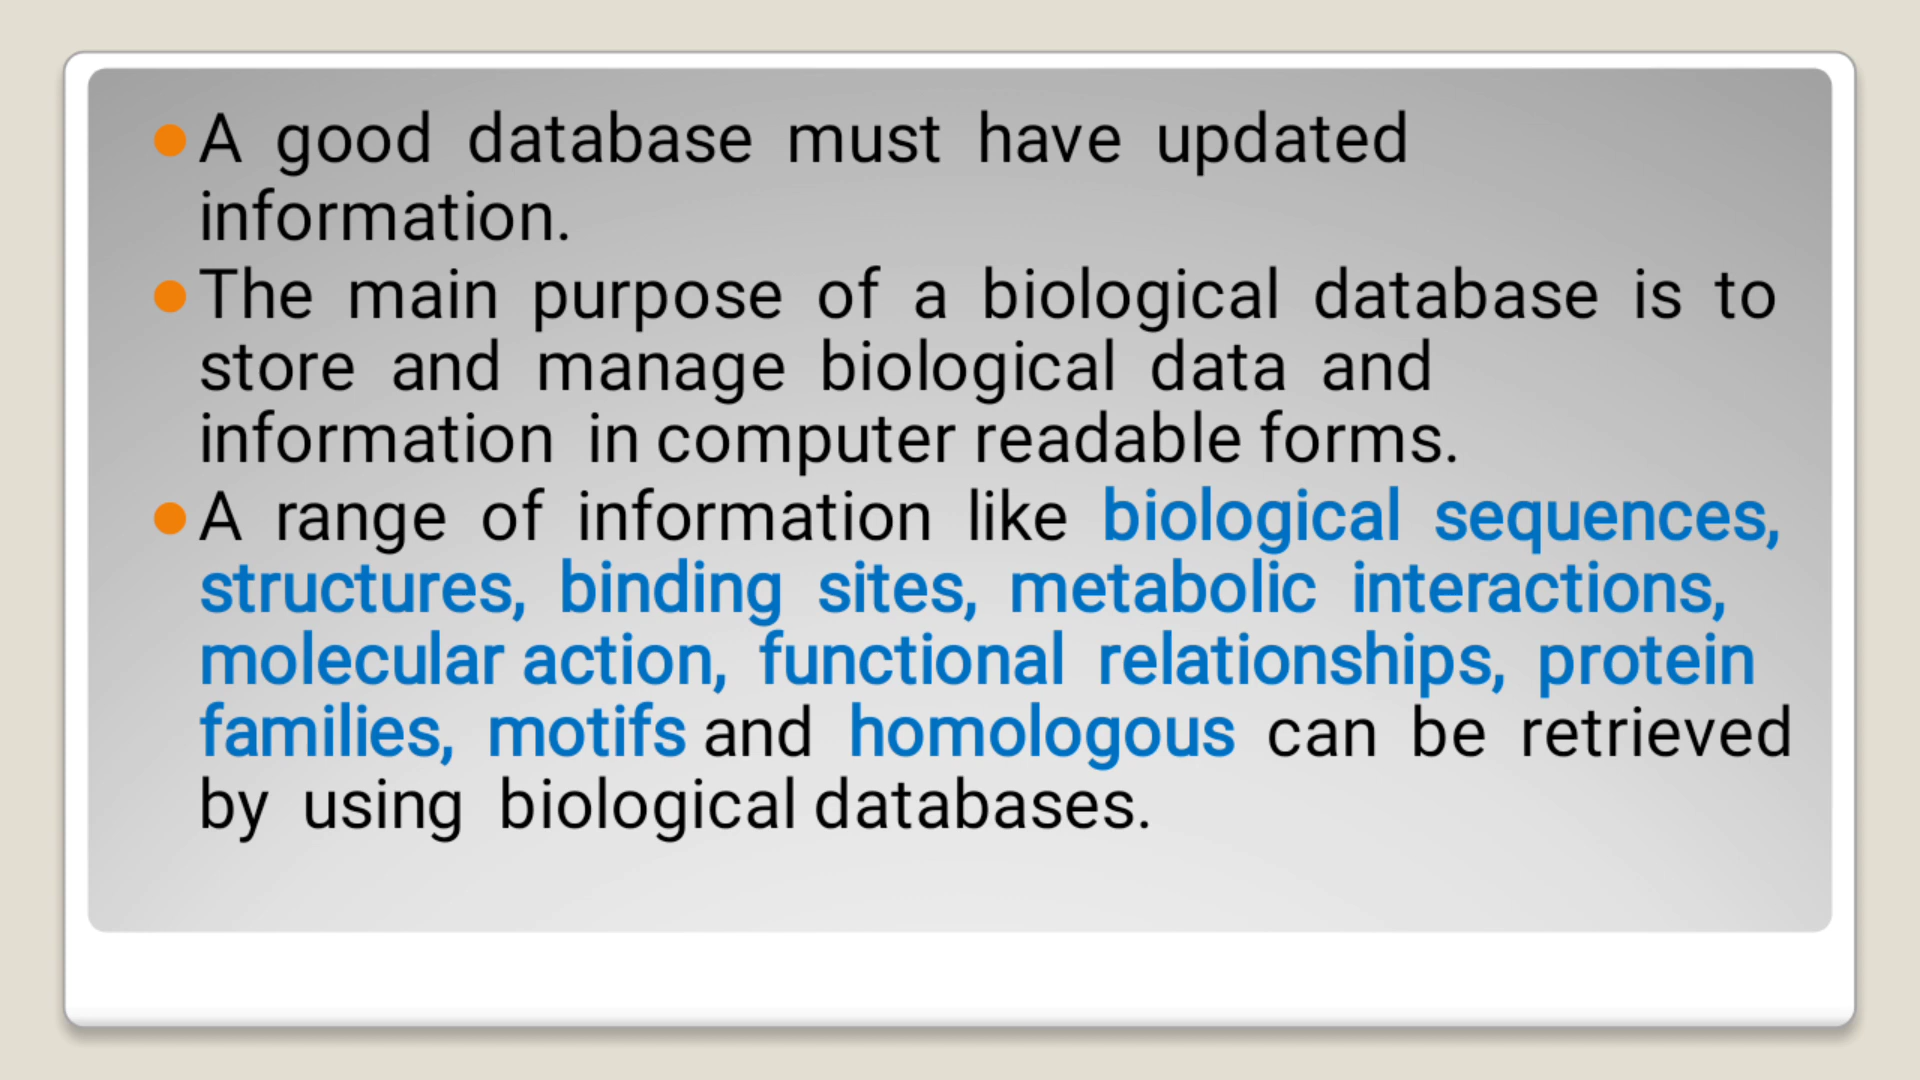 A good database must have updated
information.
The main purpose of a biological database is to
store and manage biological data and
information in computer readable forms.
A range of information like biological sequences,
structures, binding sites, metabolic interactions,
molecular action, functional relationships, protein
families, motifs and homologous can be retrieved
by using biological databases.